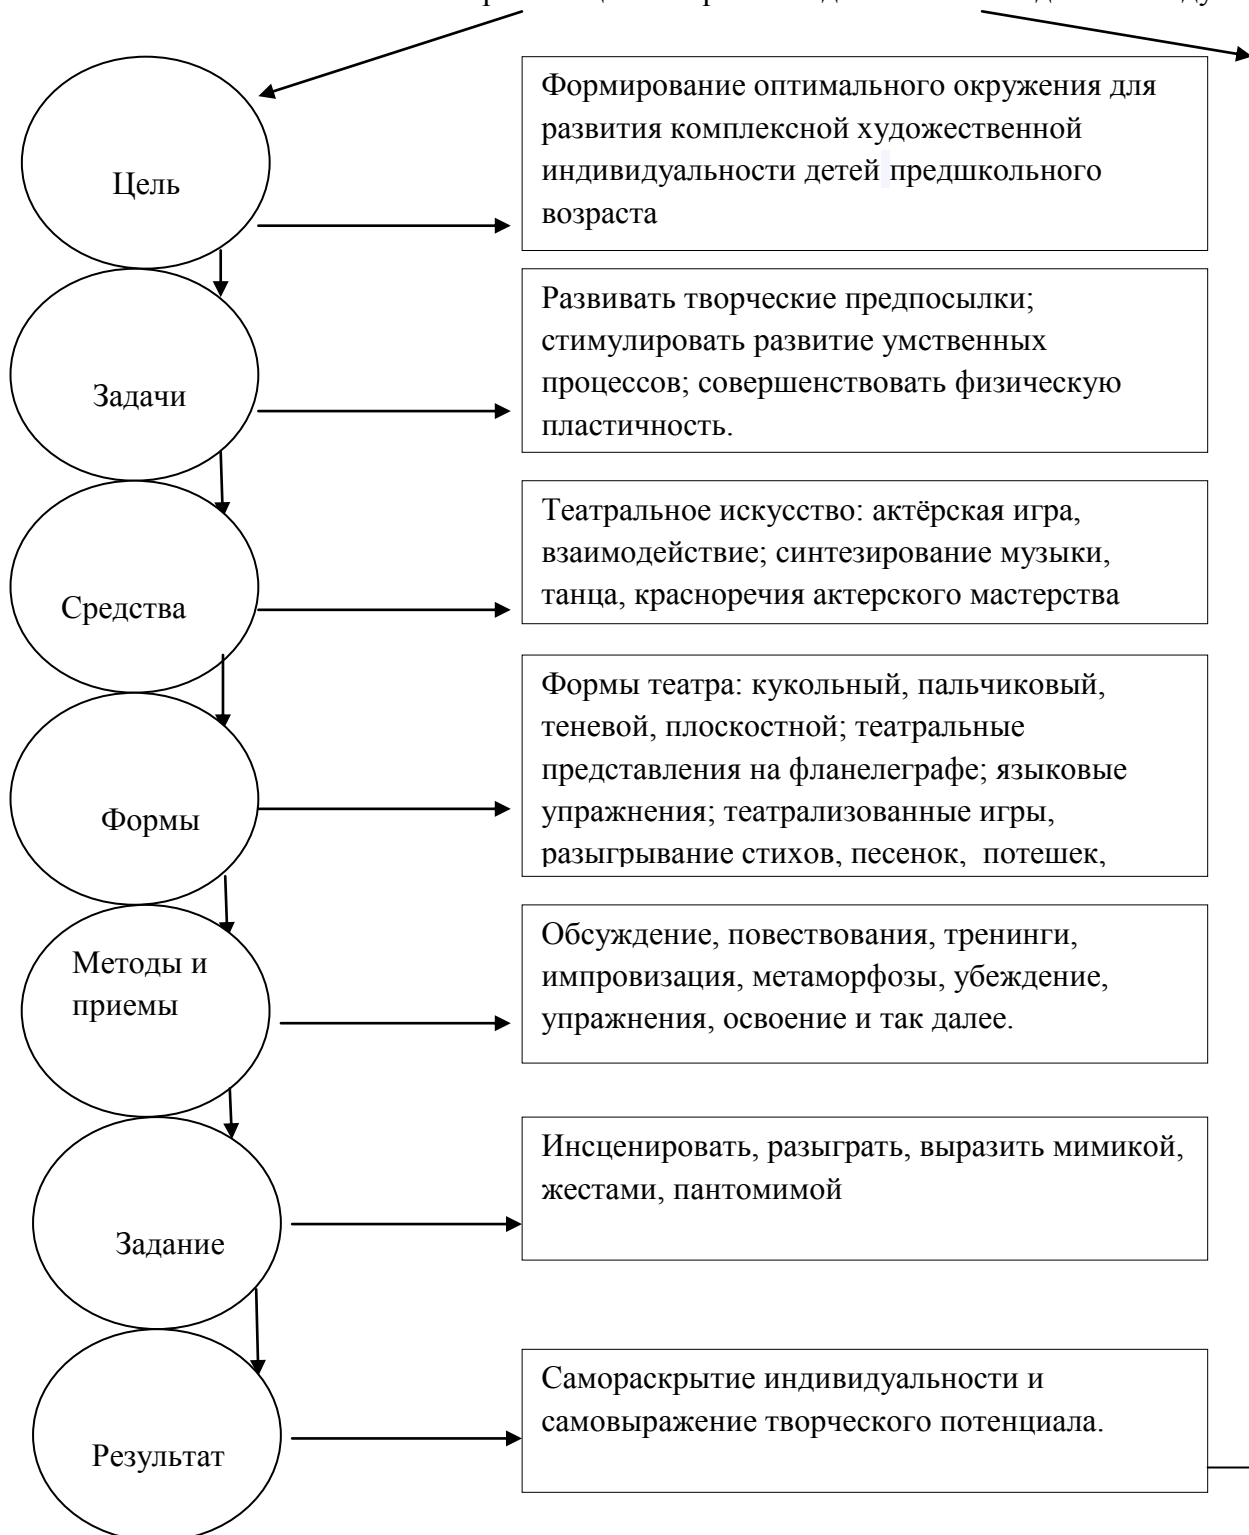 Цель
Формирование оптимального окружения для
развития комплексной художественной
индивидуальности детей предшкольного
возраста
Задачи
Развивать творческие предпосылки;
стимулировать развитие умственных
процессов; совершенствовать физическую
пластичность.
Средства
Театральное искусство: актёрская игра,
взаимодействие; синтезирование музыки,
танца, красноречия актерского мастерства
Формы
Формы театра: кукольный, пальчиковый,
теневой, плоскостной; театральные
представления на фланелеграфе; языковые
упражнения; театрализованные игры,
разыгрывание стихов, песенок, потешек,
Методы и
приемы
Обсуждение, повествования, тренинги,
импровизация, метаморфозы, убеждение,
упражнения, освоение и так далее.
Задание
Инсценировать, разыграть, выразить мимикой,
жестами, пантомимой
Результат
Самораскрытие индивидуальности и
самовыражение творческого потенциала.